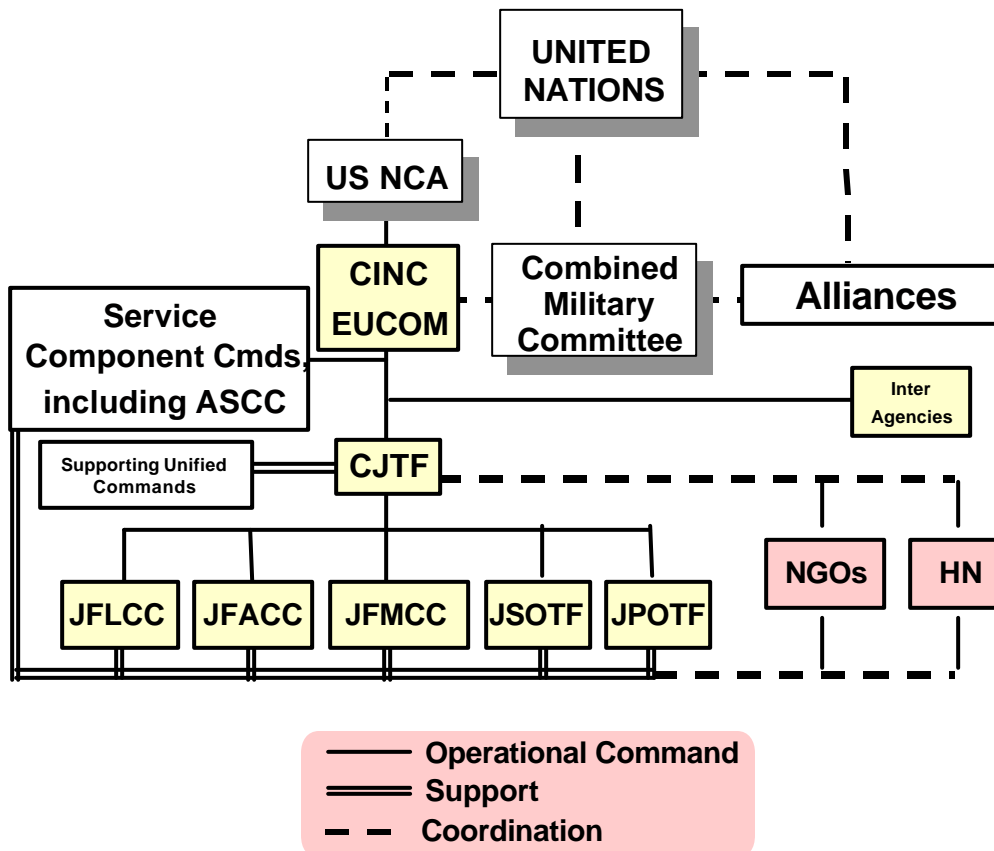 UNITED
NATIONS
US NCA
CINC
EUCOM
Combined
Military
Committee
Alliances
Service
Component Cmds,
including ASCC
Inter
Agencies
Supporting Unified
Commands
CJTF
NGOs
HN
JFLCC
JFACC
JFMCC
JSOTF
JPOTF
Operational Command
Support
Coordination